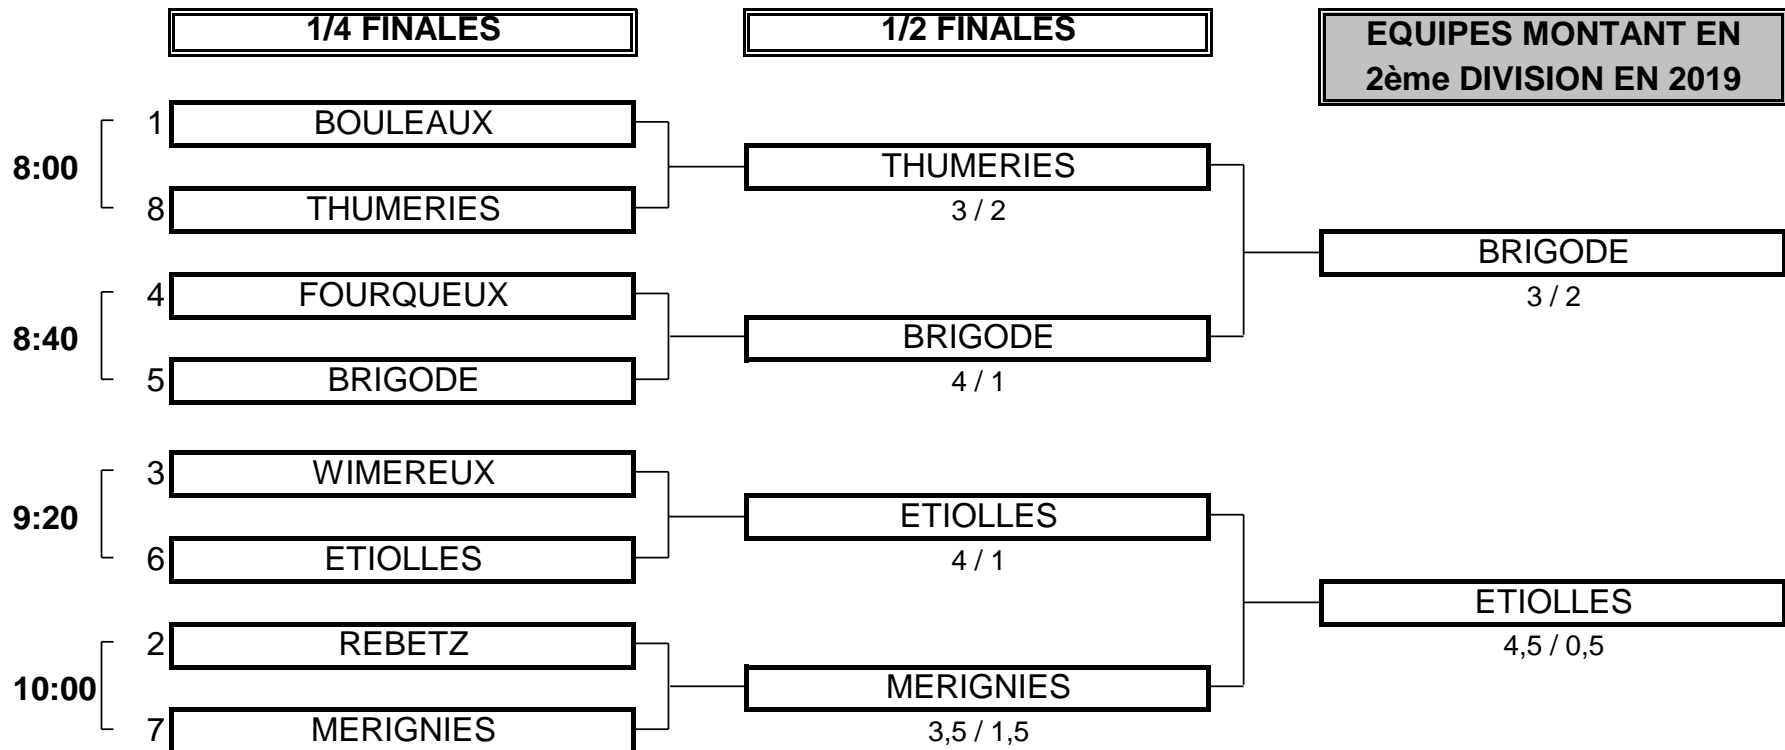 1/4 FINALES
1/2 FINALES
EQUIPES MONTANT EN
2ème DIVISION EN 2019
8:00
1 BOULEAUX
8 THUMERIES
THUMERIES
3 / 2
8:40
4 FOURQUEUX
5 BRIGODE
BRIGODE
4 / 1
BRIGODE
3 / 2
9:20
3 WIMEREUX
6 ETIOLLES
ETIOLLES
4 / 1
10:00
2 REBETZ
7 MERIGNIES
MERIGNIES
3,5 / 1,5
ETIOLLES
4,5 / 0,5